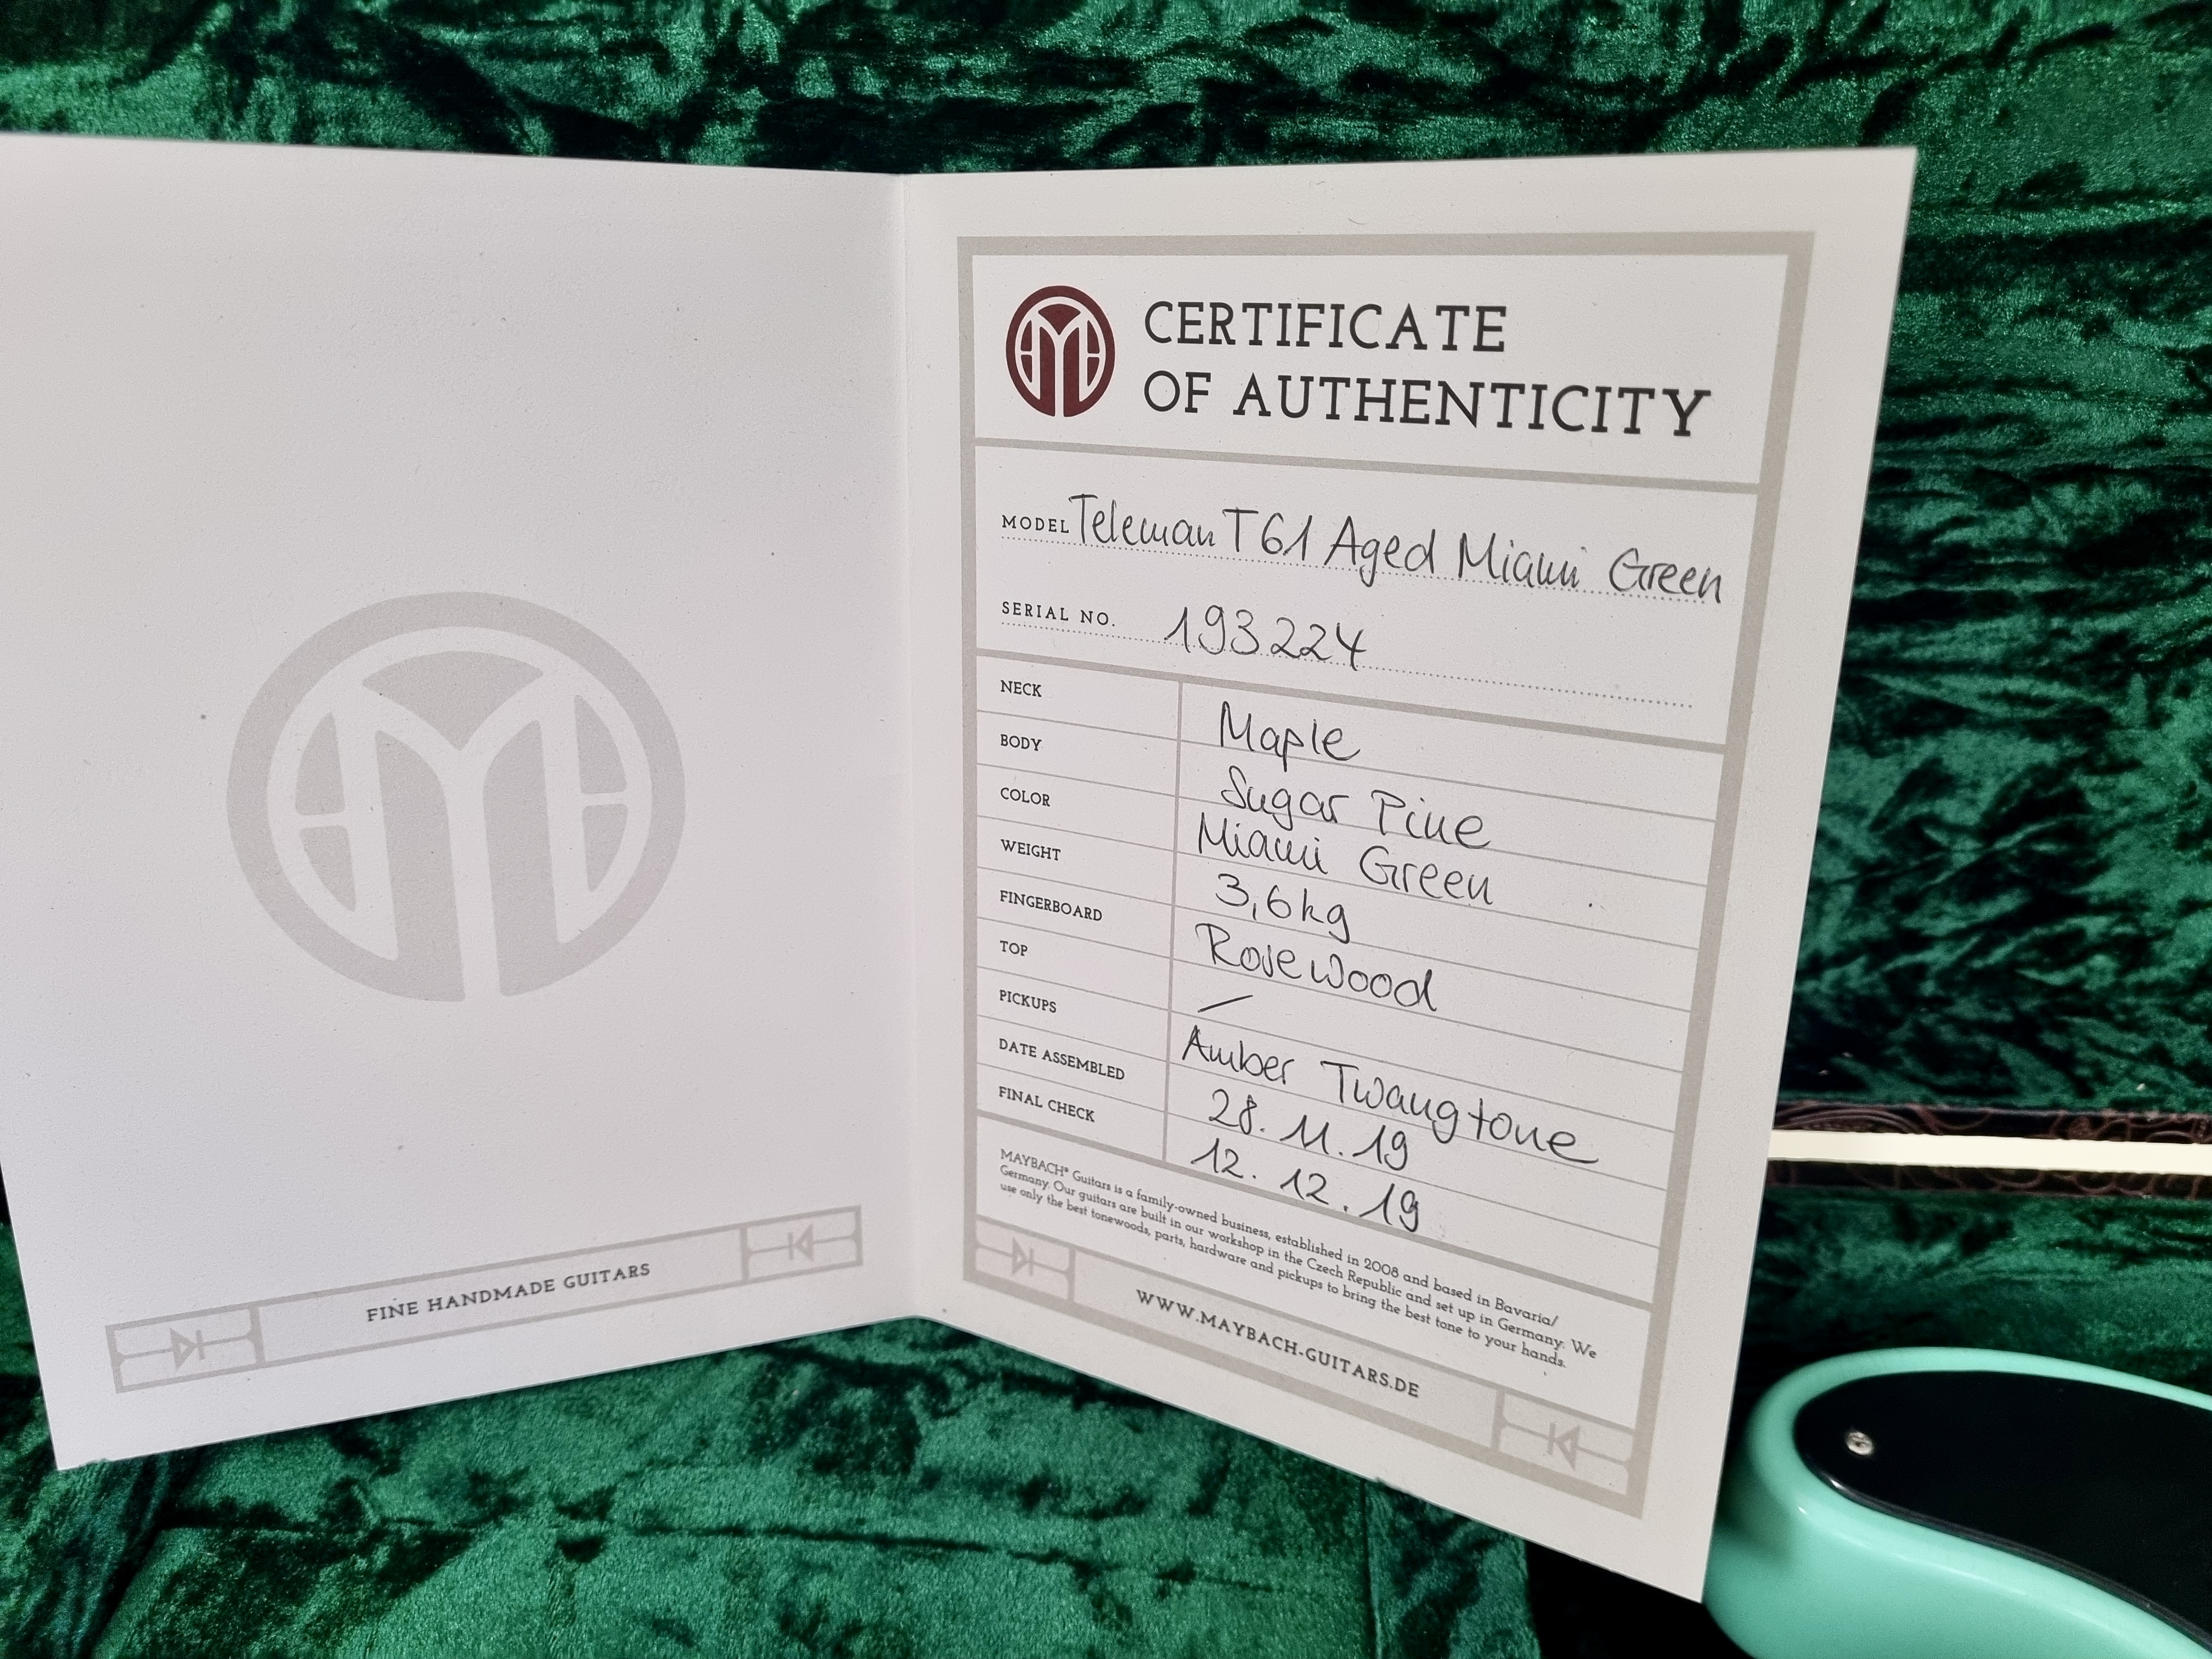 FINE HANDMADE GUITARS
CERTIFICATE
OF AUTHENTICITY
MODEL Teleman T61 Aged Miami Green
SERIAL NO. 193224
NECK Maple
BODY Sugar Pine
COLOR Miami Green
WEIGHT 3,6kg
FINGERBOARD Rosewood
TOP /
PICKUPS Amber Twangtone
DATE ASSEMBLED 28.11.19
FINAL CHECK 12.12.19
MAYBACH® Guitars is a family-owned business, established in 2008 and based in Bavaria/
Germany. Our guitars are built in our workshop in the Czech Republic and set up in Germany. We
use only the best tonewoods, parts, hardware and pickups to bring the best tone to your hands.
WWW.MAYBACH-GUITARS.DE